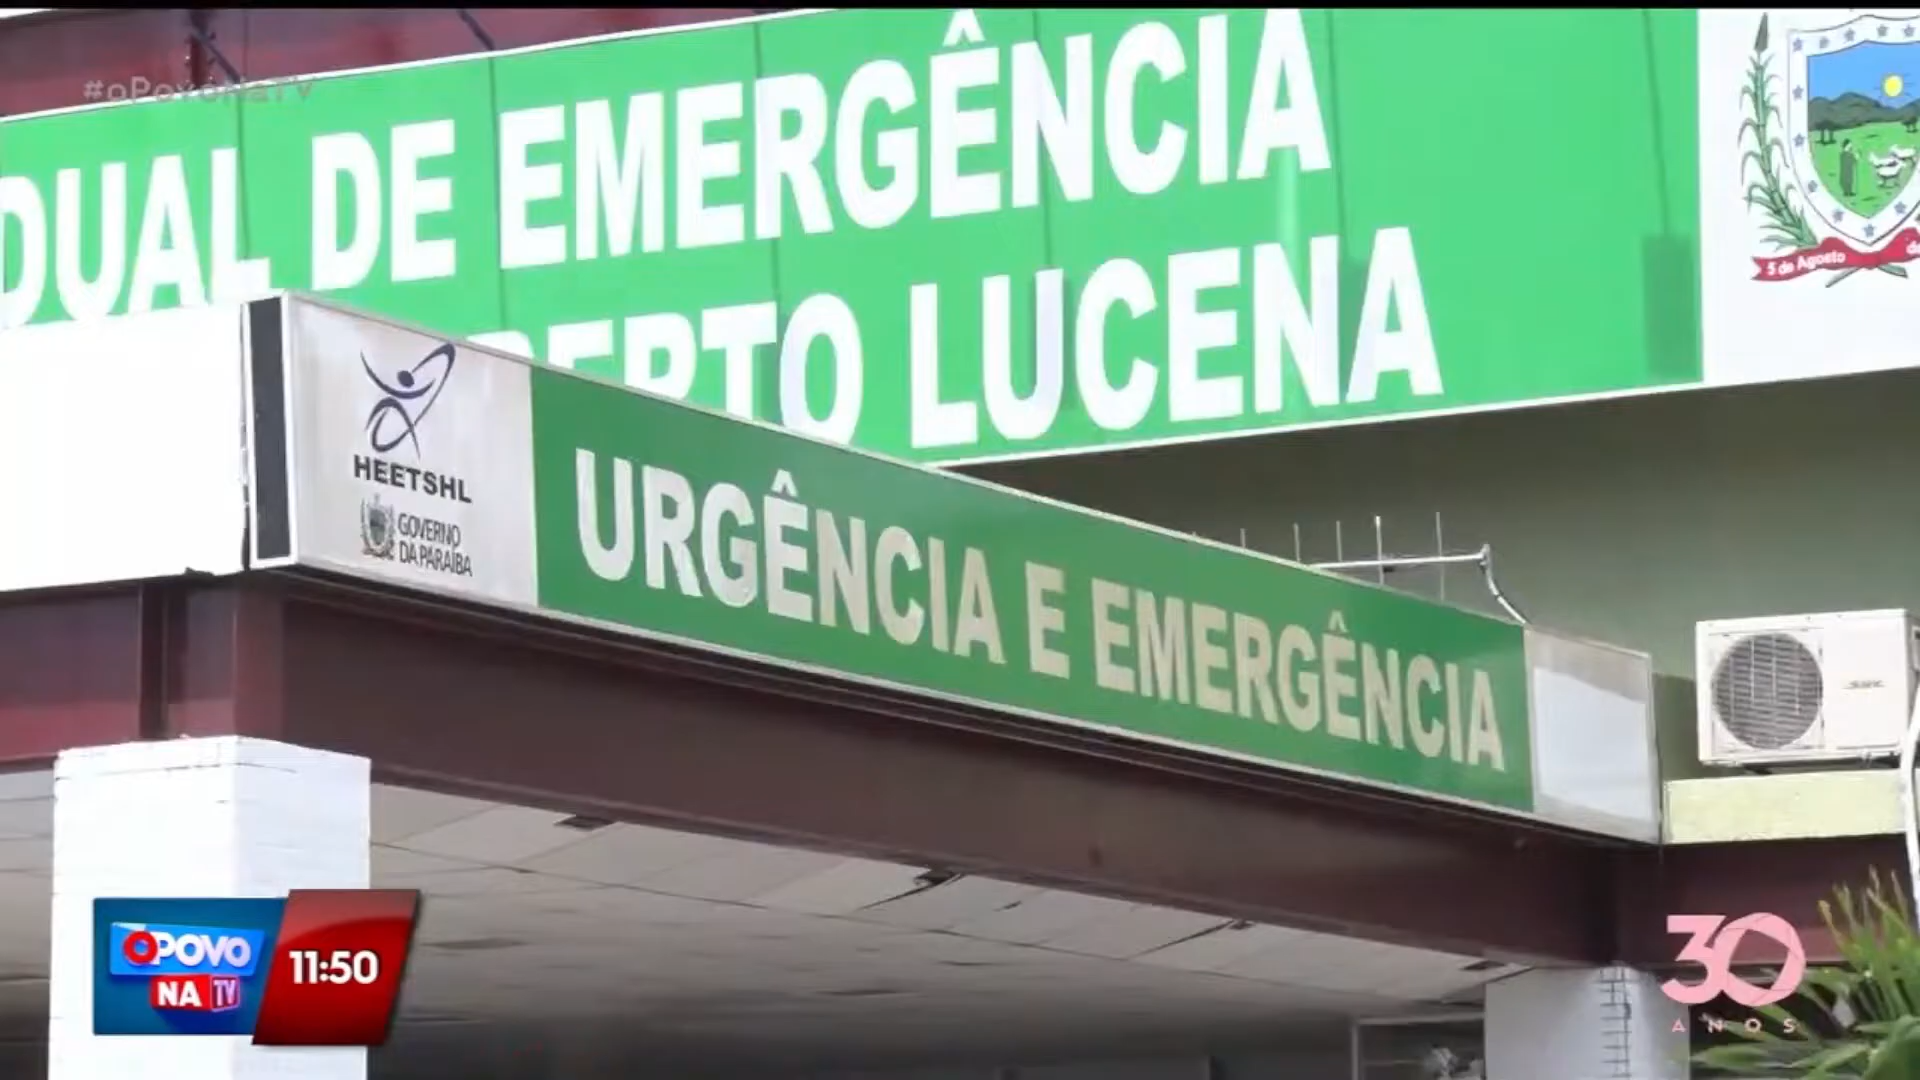 #oPovoNaTV
DUAL DE EMERGÊNCIA
BERTO LUCENA
5 de Agosto
HEETSHL
GOVERNO
DA PARAÍBA
URGÊNCIA E EMERGÊNCIA
O POVO
NA TV
11:50
30
ANOS